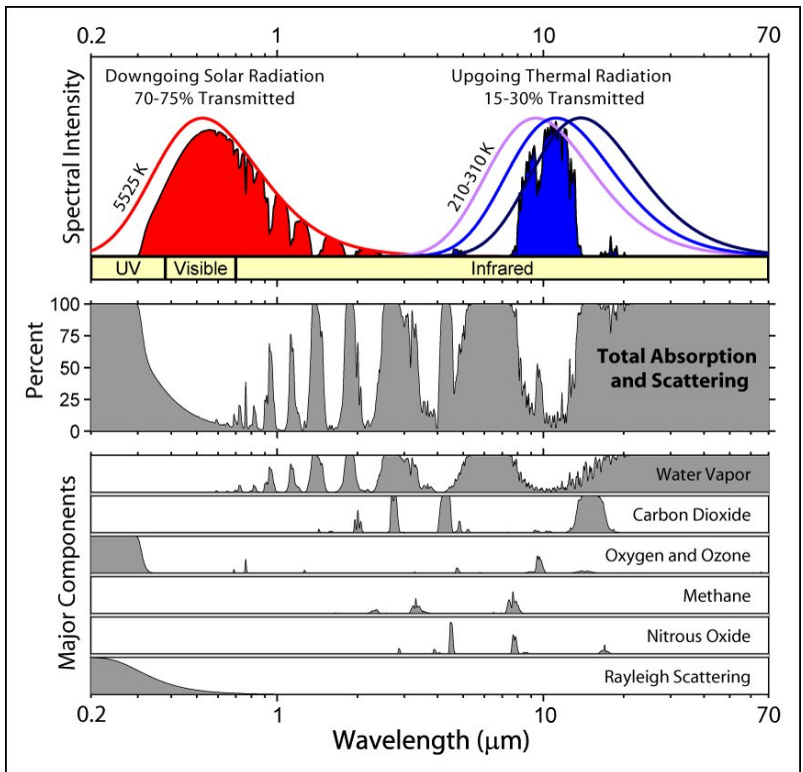 0.2 1 10 70
Spectral Intensity
Downgoing Solar Radiation
70-75% Transmitted
Upgoing Thermal Radiation
15-30% Transmitted
5525 K
210-310 K
UV Visible Infrared
Percent
100
75
50
25
0
Total Absorption
and Scattering
Major Components
Water Vapor
Carbon Dioxide
Oxygen and Ozone
Methane
Nitrous Oxide
Rayleigh Scattering
0.2 1 10 70
Wavelength (μm)